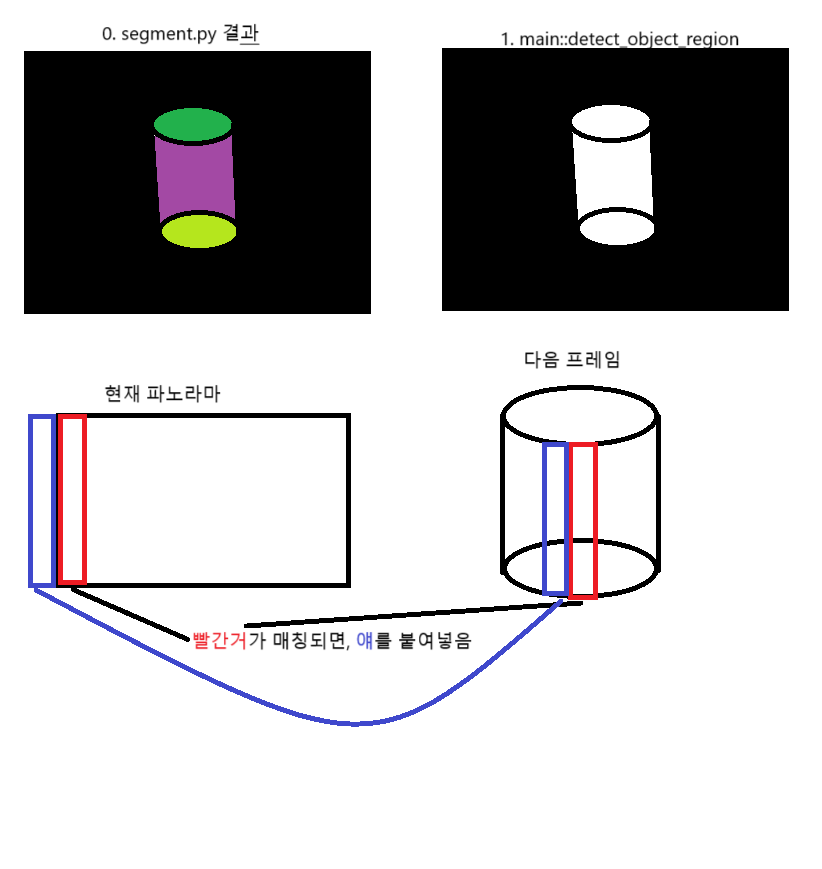 0. segment.py 결과
1. main::detect_object_region
현재 파노라마
다음 프레임
빨간거가 매칭되면, 얘를 붙여넣음